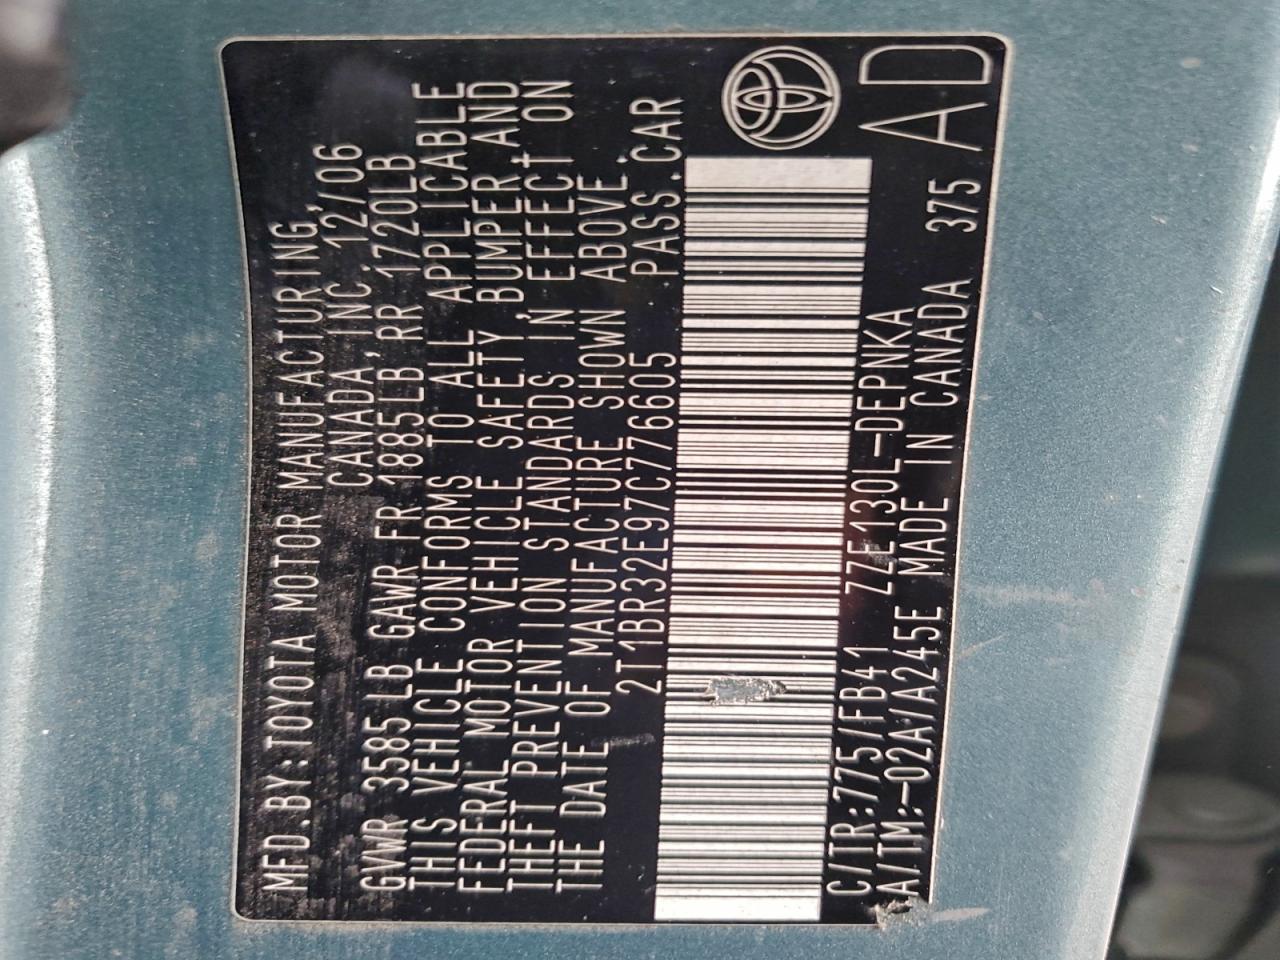 MFD.BY:TOYOTA MOTOR MANUFACTURING,
CANADA, INC. 12/06
GVWR 3585 LB GAWR FR 1885LB RR 1720LB
THIS VEHICLE CONFORMS TO ALL APPLICABLE
FEDERAL MOTOR VEHICLE SAFETY, BUMPER AND
THEFT PREVENTION STANDARDS IN EFFECT ON
THE DATE OF MANUFACTURE SHOWN ABOVE.
2T1BR32E97C776605 PASS.CAR
C/TR:775/FB41 ZZE130L-DEPNKA
A/TM:-02A/A245E MADE IN CANADA 375
AD